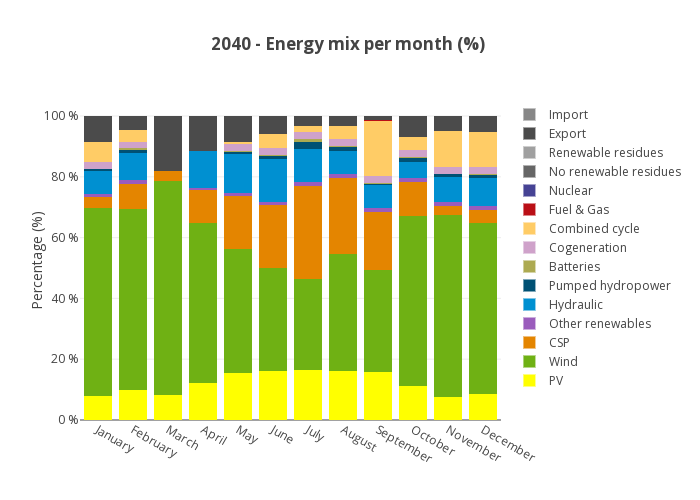 2040 - Energy mix per month (%)
100 %
80 %
60 %
40 %
20 %
0 %
Percentage (%)
January
February
March
April
May
June
July
August
September
October
November
December
Import
Export
Renewable residues
No renewable residues
Nuclear
Fuel & Gas
Combined cycle
Cogeneration
Batteries
Pumped hydropower
Hydraulic
Other renewables
CSP
Wind
PV